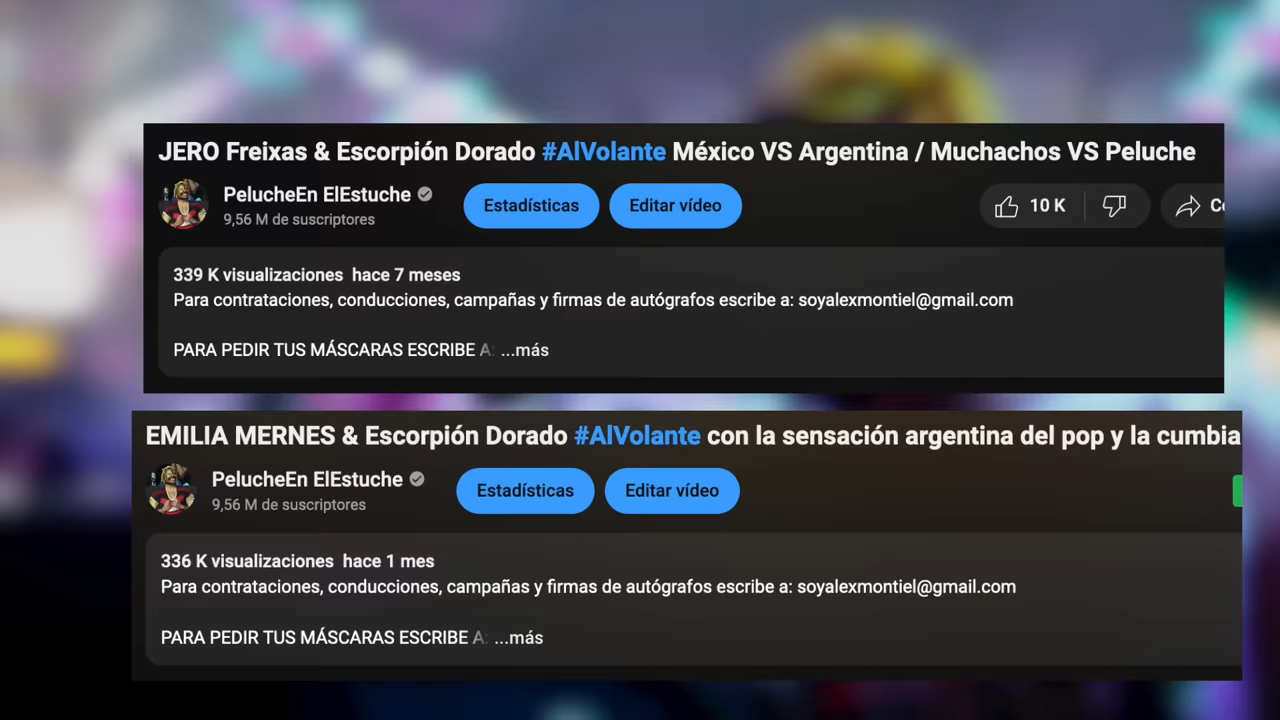 JERO Freixas & Escorpión Dorado #AlVolante México VS Argentina / Muchachos VS Peluche
PelucheEn ElEstuche
9,56 M de suscriptores
Estadísticas
Editar vídeo
10 K
339 K visualizaciones hace 7 meses
Para contrataciones, conducciones, campañas y firmas de autógrafos escribe a: soyalexmontiel@gmail.com
PARA PEDIR TUS MÁSCARAS ESCRIBE A: ...más
EMILIA MERNES & Escorpión Dorado #AlVolante con la sensación argentina del pop y la cumbia
PelucheEn ElEstuche
9,56 M de suscriptores
Estadísticas
Editar vídeo
336 K visualizaciones hace 1 mes
Para contrataciones, conducciones, campañas y firmas de autógrafos escribe a: soyalexmontiel@gmail.com
PARA PEDIR TUS MÁSCARAS ESCRIBE A: ...más